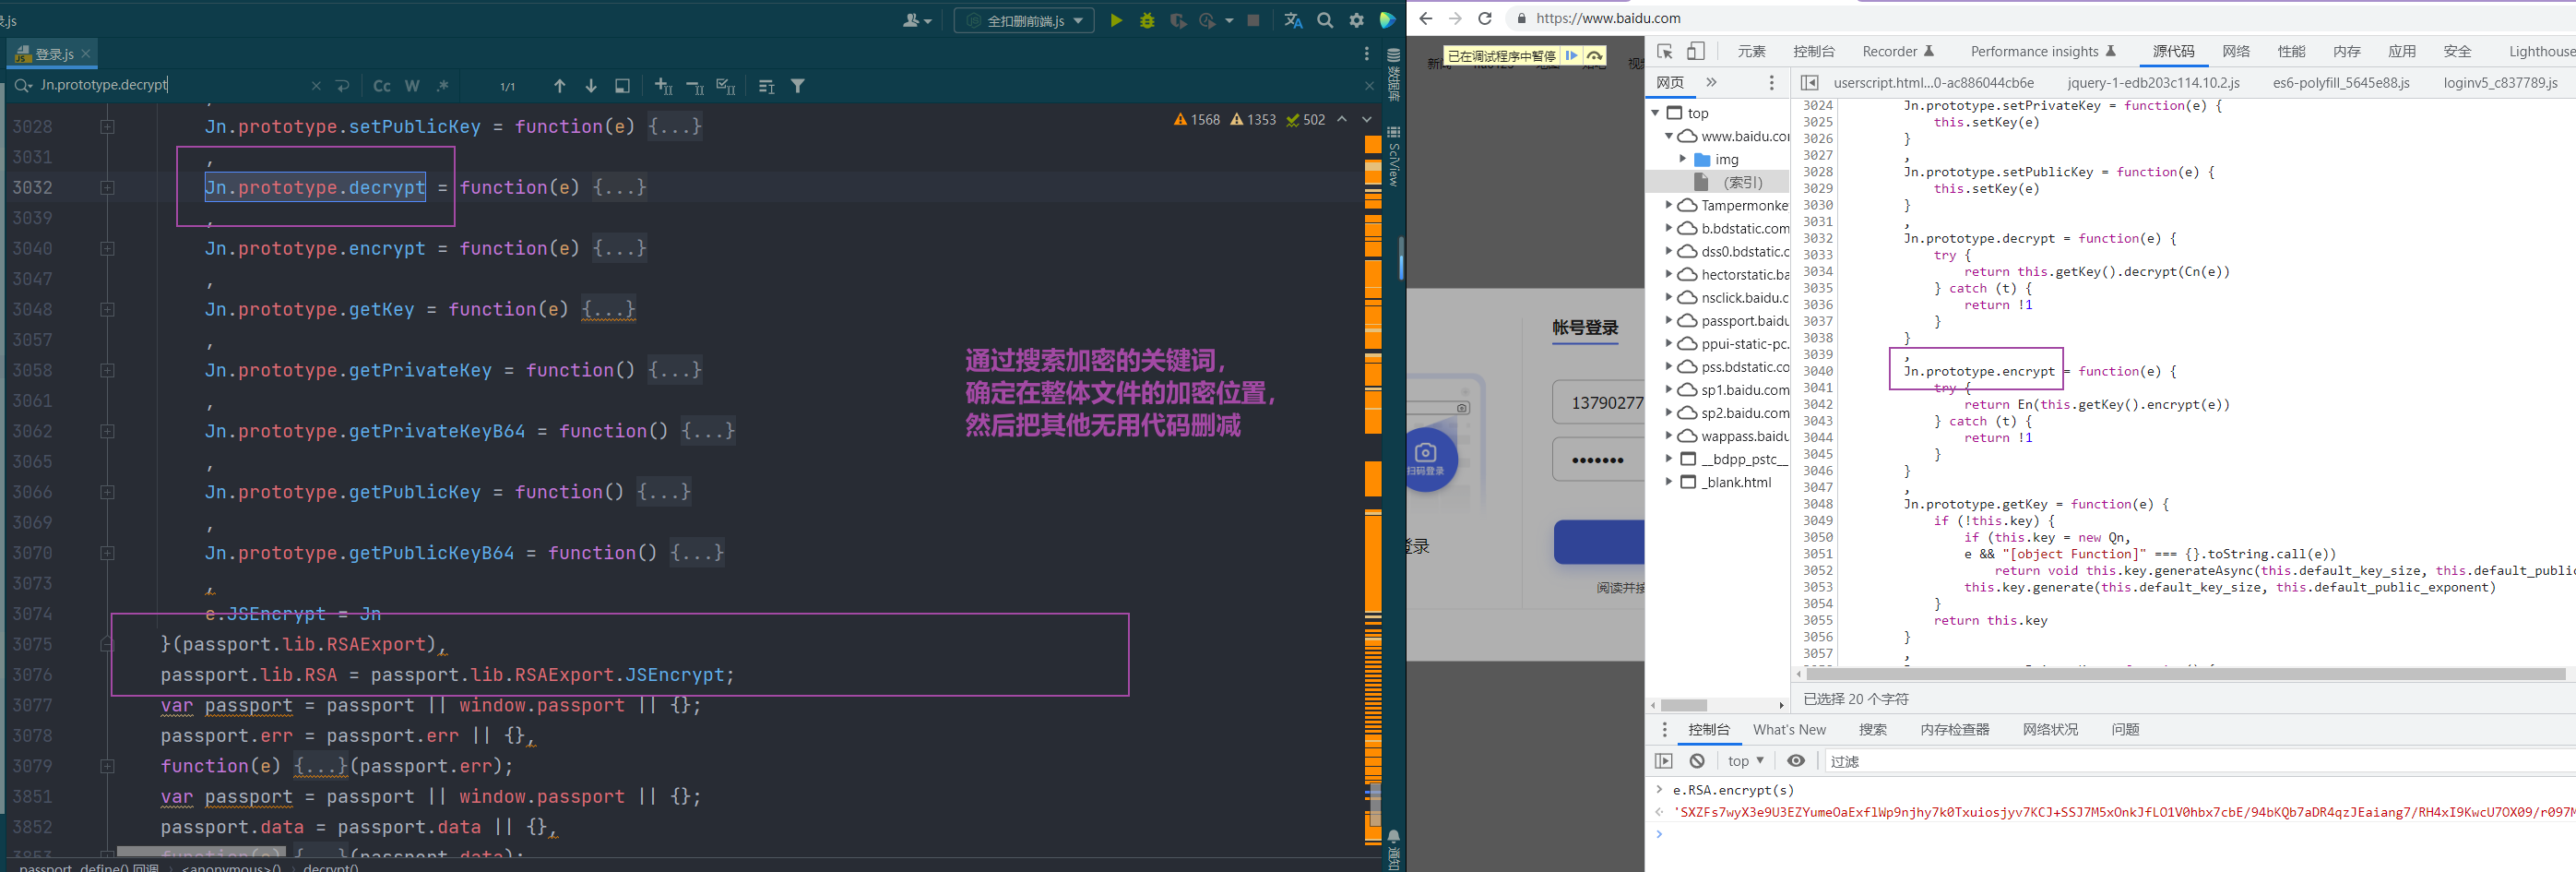 录.js
全扣删前端.js
登录.js
Jn.prototype.decrypt
Cc W .* 1/1
1568 1353 502
3028 Jn.prototype.setPublicKey = function(e) {...}
3031 ,
3032 Jn.prototype.decrypt = function(e) {...}
3039 ,
3040 Jn.prototype.encrypt = function(e) {...}
3047 ,
3048 Jn.prototype.getKey = function(e) {...}
3057 ,
3058 Jn.prototype.getPrivateKey = function() {...}
3061 ,
3062 Jn.prototype.getPrivateKeyB64 = function() {...}
3065 ,
3066 Jn.prototype.getPublicKey = function() {...}
3069 ,
3070 Jn.prototype.getPublicKeyB64 = function() {...}
3073 ,
3074 e.JSEncrypt = Jn
3075 }(passport.lib.RSAExport),
3076 passport.lib.RSA = passport.lib.RSAExport.JSEncrypt;
3077 var passport = passport || window.passport || {};
3078 passport.err = passport.err || {},
3079 function(e) {...}(passport.err);
3851 var passport = passport || window.passport || {};
3852 passport.data = passport.data || {},
3853 function(e) {...}(passport.data);
passport_define() 回调 <anonymous>() decrypt()
通过搜索加密的关键词，
确定在整体文件的加密位置，
然后把其他无用代码删减
数据库
SciView
通知
https://www.baidu.com
已在调试程序中暂停
新闻
帐号登录
13790277
•••••••
扫码登录
登录
阅读并接
元素 控制台 Recorder Performance insights 源代码 网络 性能 内存 应用 安全 Lighthouse
网页 »
userscript.html...0-ac886044cb6e jquery-1-edb203c114.10.2.js es6-polyfill_5645e88.js loginv5_c837789.js
top
www.baidu.cor
img
(索引)
Tampermonke
b.bdstatic.com
dss0.bdstatic.c
hectorstatic.ba
nsclick.baidu.c
passport.baidu
ppui-static-pc.
pss.bdstatic.co
sp1.baidu.com
sp2.baidu.com
wappass.baidu
__bdpp_pstc__
_blank.html
3024 Jn.prototype.setPrivateKey = function(e) {
3025 this.setKey(e)
3026 }
3027 ,
3028 Jn.prototype.setPublicKey = function(e) {
3029 this.setKey(e)
3030 }
3031 ,
3032 Jn.prototype.decrypt = function(e) {
3033 try {
3034 return this.getKey().decrypt(Cn(e))
3035 } catch (t) {
3036 return !1
3037 }
3038 }
3039 ,
3040 Jn.prototype.encrypt = function(e) {
3041 try {
3042 return En(this.getKey().encrypt(e))
3043 } catch (t) {
3044 return !1
3045 }
3046 }
3047 ,
3048 Jn.prototype.getKey = function(e) {
3049 if (!this.key) {
3050 if (this.key = new Qn,
3051 e && "[object Function]" === {}.toString.call(e))
3052 return void this.key.generateAsync(this.default_key_size, this.default_public
3053 this.key.generate(this.default_key_size, this.default_public_exponent)
3054 }
3055 return this.key
3056 }
3057 ,
已选择 20 个字符
控制台 What's New 搜索 内存检查器 网络状况 问题
top 过滤
e.RSA.encrypt(s)
'SXZFs7wyX3e9U3EZYumeOaExflWp9njhy7k0Txuiosjyv7KCJ+SSJ7M5xOnkJfLO1V0hbx7cbE/94bKQb7aDR4qzJEaiang7/RH4xI9KwcU7OX09/r097M